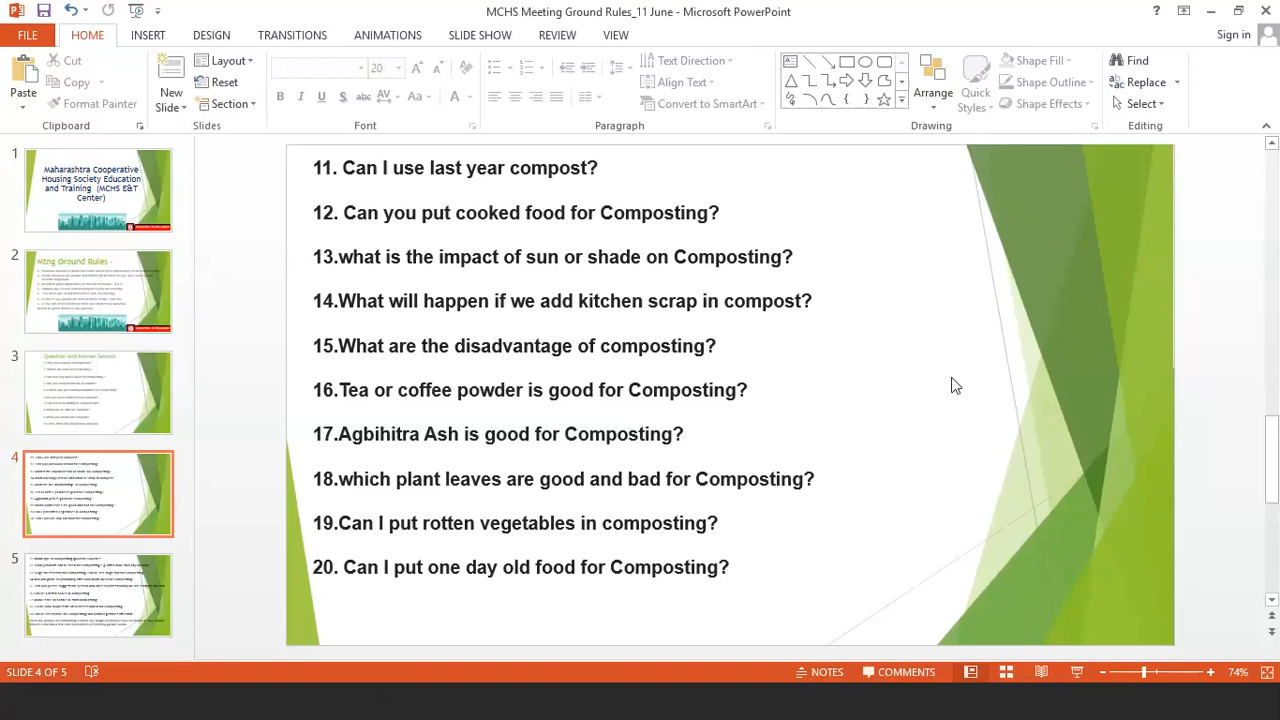 MCHS Meeting Ground Rules_11 June - Microsoft PowerPoint
Sign in
FILE HOME INSERT DESIGN TRANSITIONS ANIMATIONS SLIDE SHOW REVIEW VIEW
Paste
Cut
Copy
Format Painter
Clipboard
New Slide
Layout
Reset
Section
Slides
20
Font
Text Direction
Align Text
Convert to SmartArt
Paragraph
Arrange
Quick Styles
Shape Fill
Shape Outline
Shape Effects
Drawing
Find
Replace
Select
Editing
1
Maharashtra Cooperative
Housing Society Education
and Training (MCHS E&T
Center)
2
Mtng Ground Rules -
3
Question and Answer Session
4
5
11. Can I use last year compost?
12. Can you put cooked food for Composting?
13.what is the impact of sun or shade on Composting?
14.What will happen if we add kitchen scrap in compost?
15.What are the disadvantage of composting?
16.Tea or coffee powder is good for Composting?
17.Agbihitra Ash is good for Composting?
18.which plant leaves are good and bad for Composting?
19.Can I put rotten vegetables in composting?
20. Can I put one day old food for Composting?
SLIDE 4 OF 5
NOTES
COMMENTS
74%